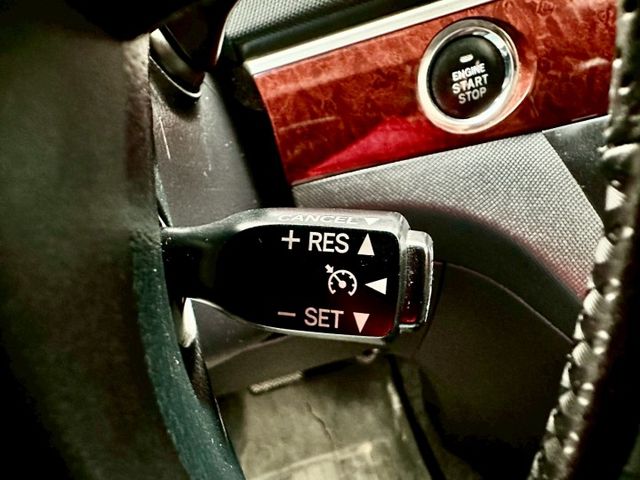 ENGINE
START
STOP
CANCEL
+ RES
− SET